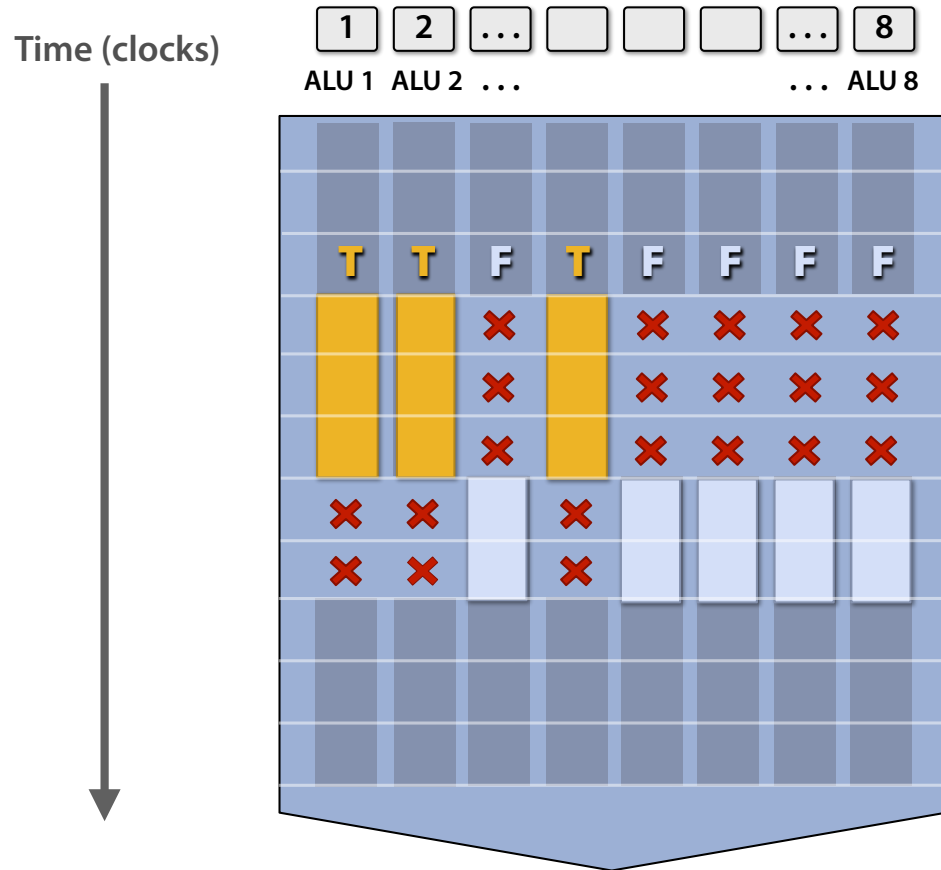 1 2 ... ... 8
Time (clocks)
ALU 1 ALU 2 ... ... ALU 8
T T F T F F F F